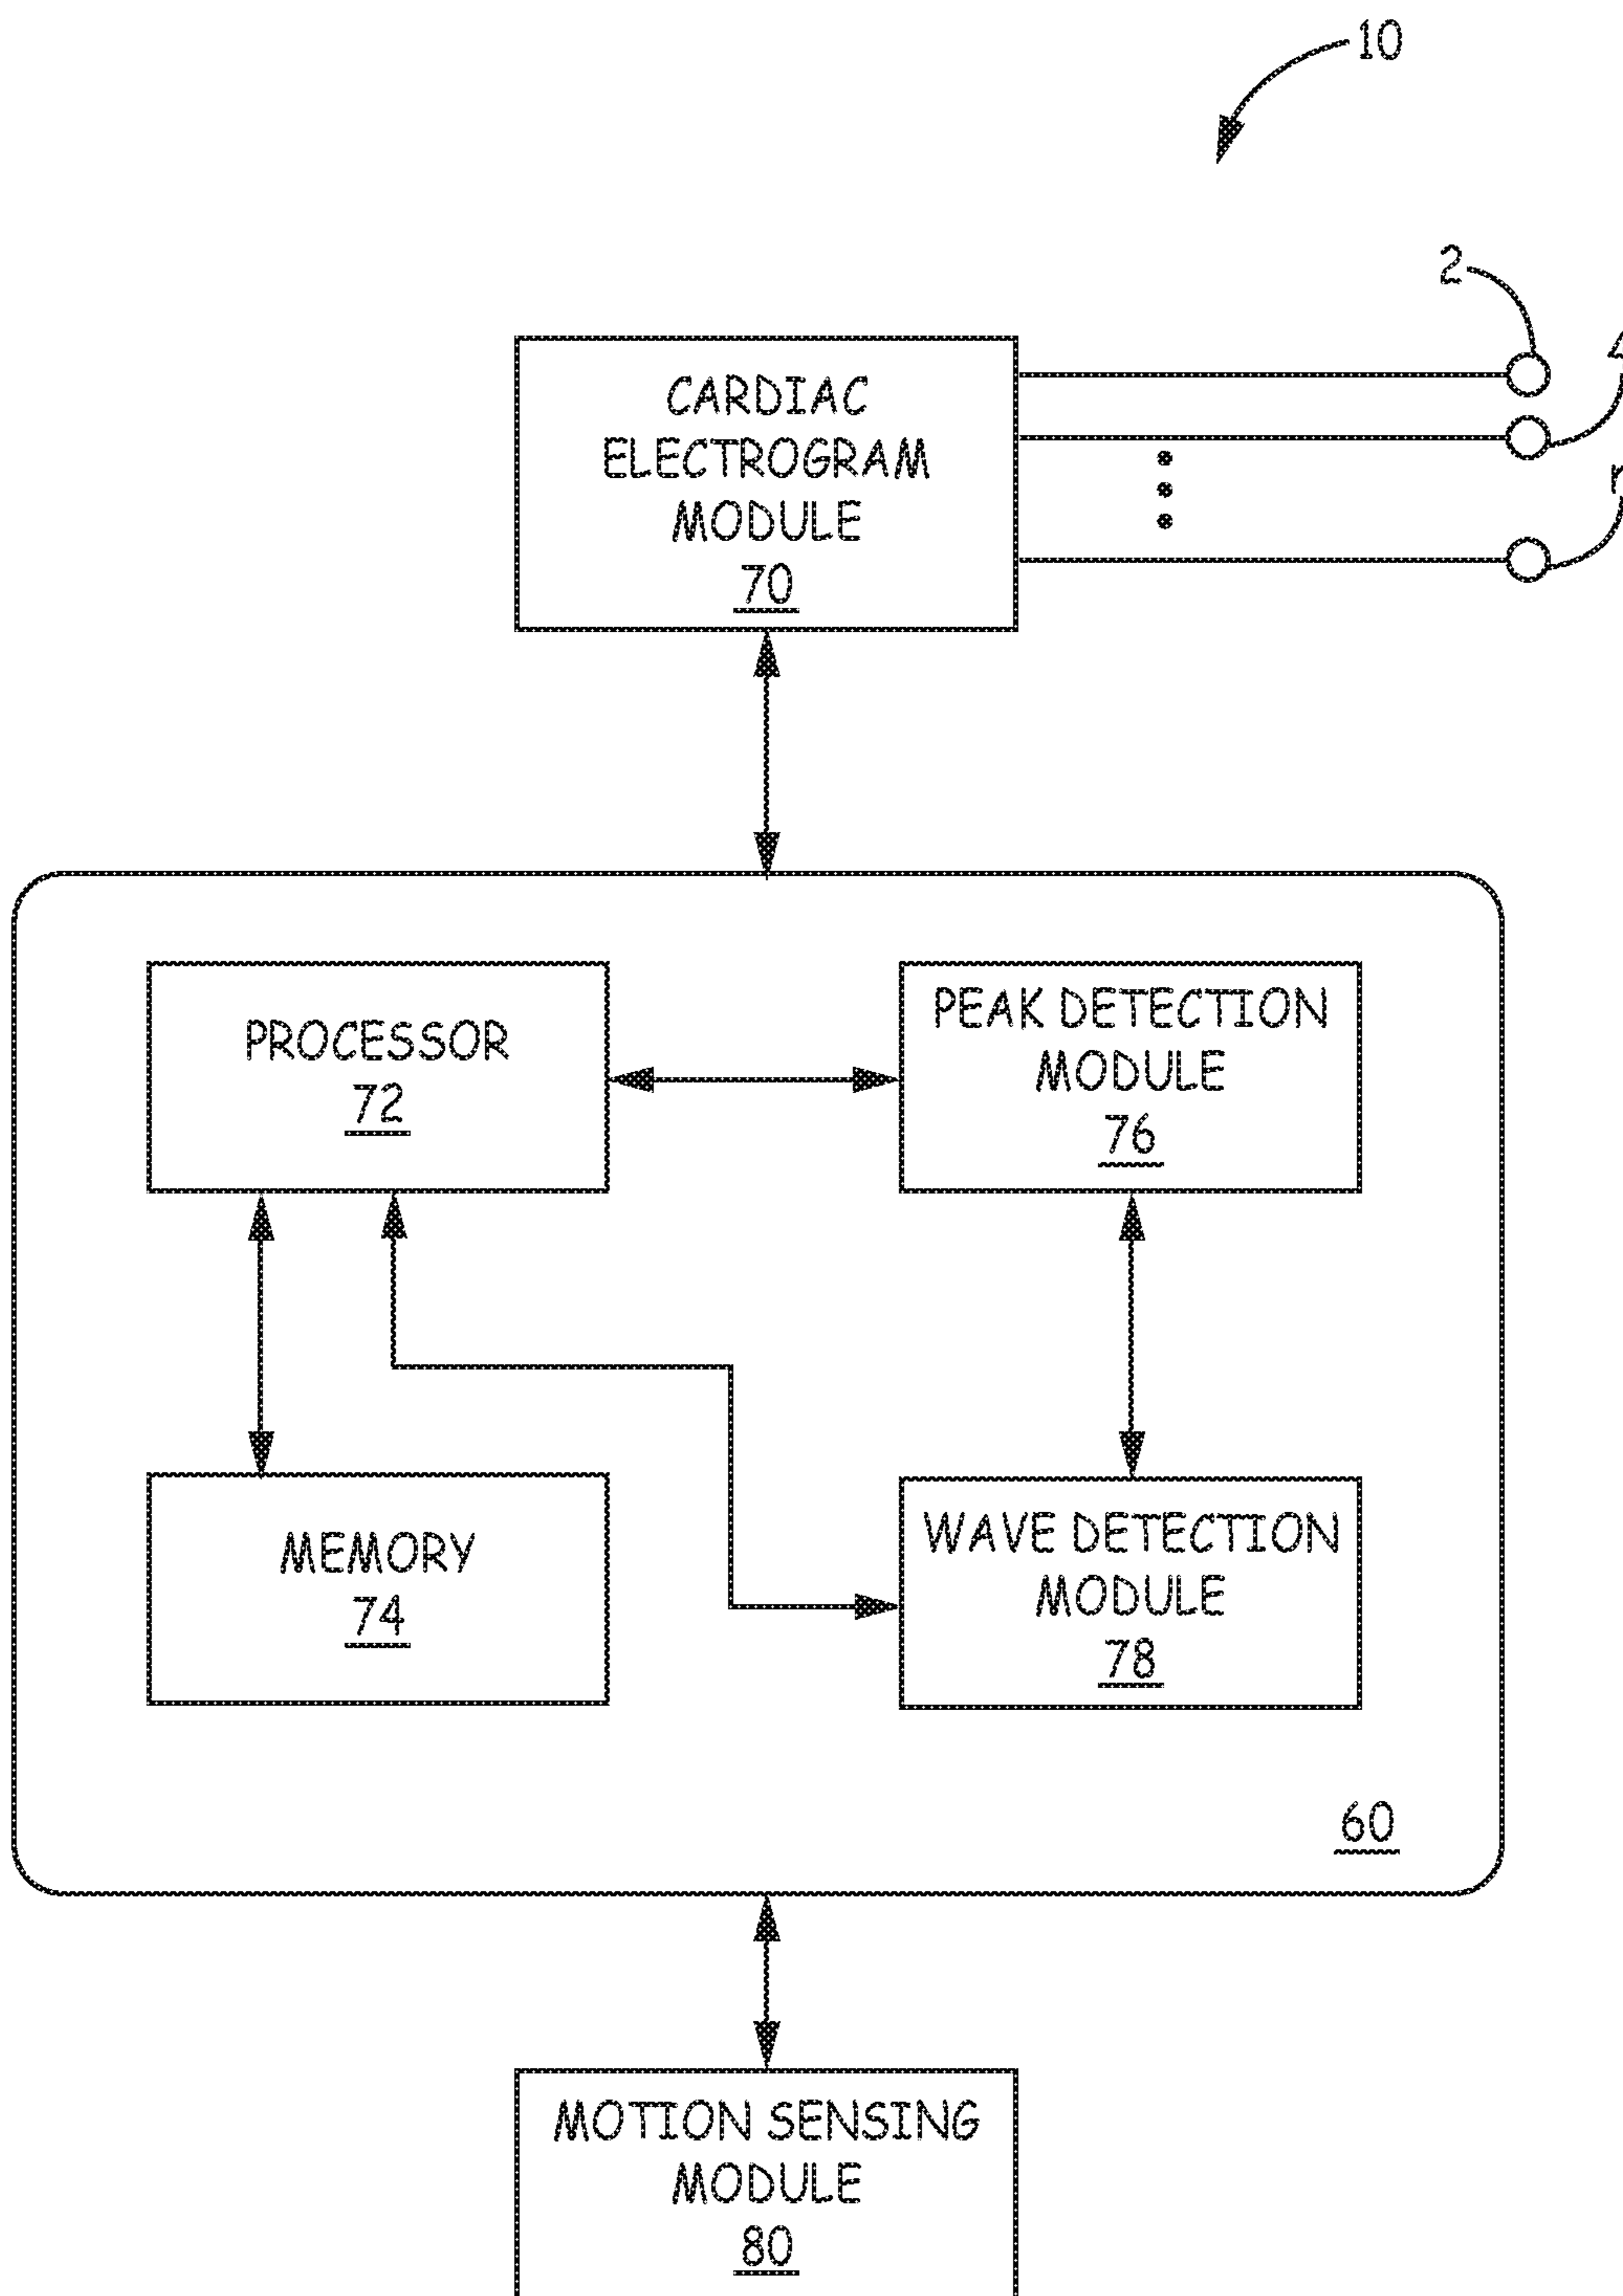 10
2
CARDIAC
ELECTROGRAM
MODULE
70
PROCESSOR
72
PEAK DETECTION
MODULE
76
MEMORY
74
WAVE DETECTION
MODULE
78
60
MOTION SENSING
MODULE
80